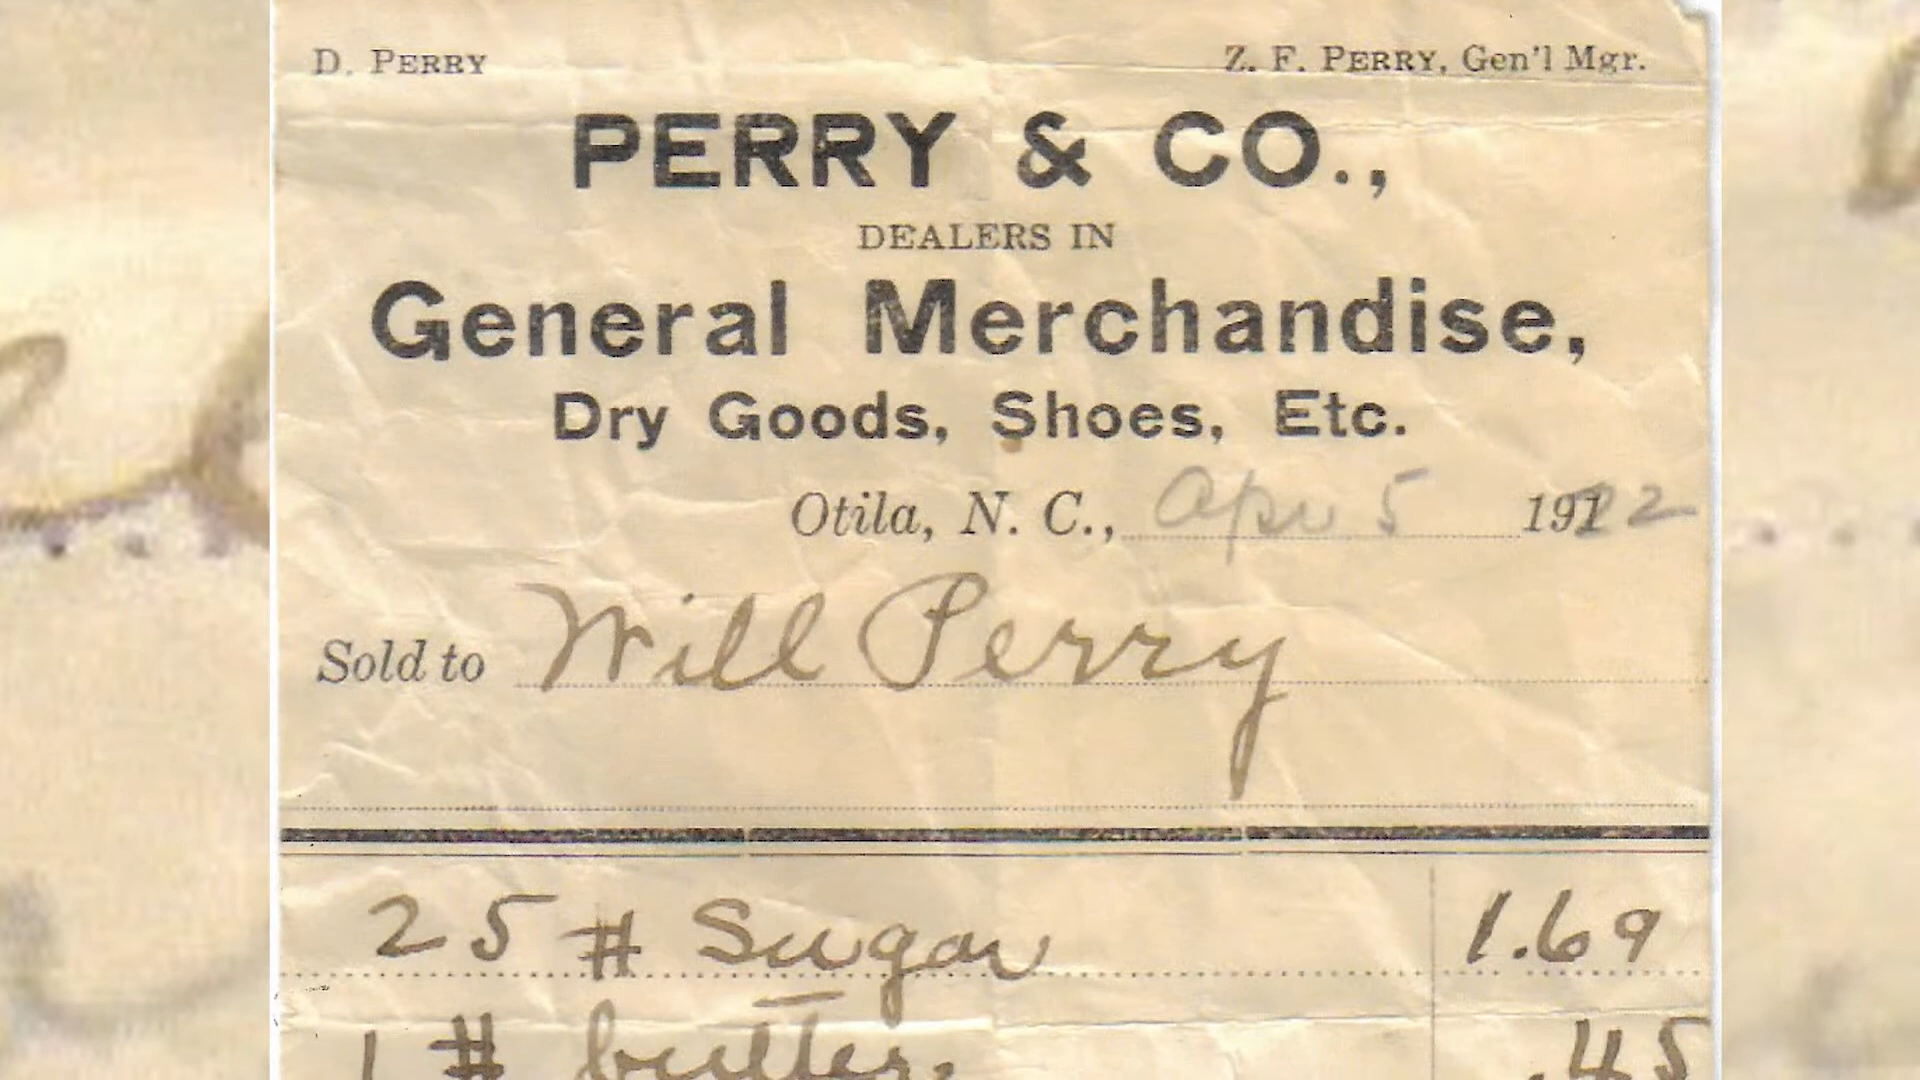 D. PERRY Z. F. PERRY, Gen'l Mgr.
PERRY & CO.,
DEALERS IN
General Merchandise,
Dry Goods, Shoes, Etc.
Otila, N. C., Apr 5 1922
Sold to Will Perry
25 # Sugar 1.69
1 # butter. .45